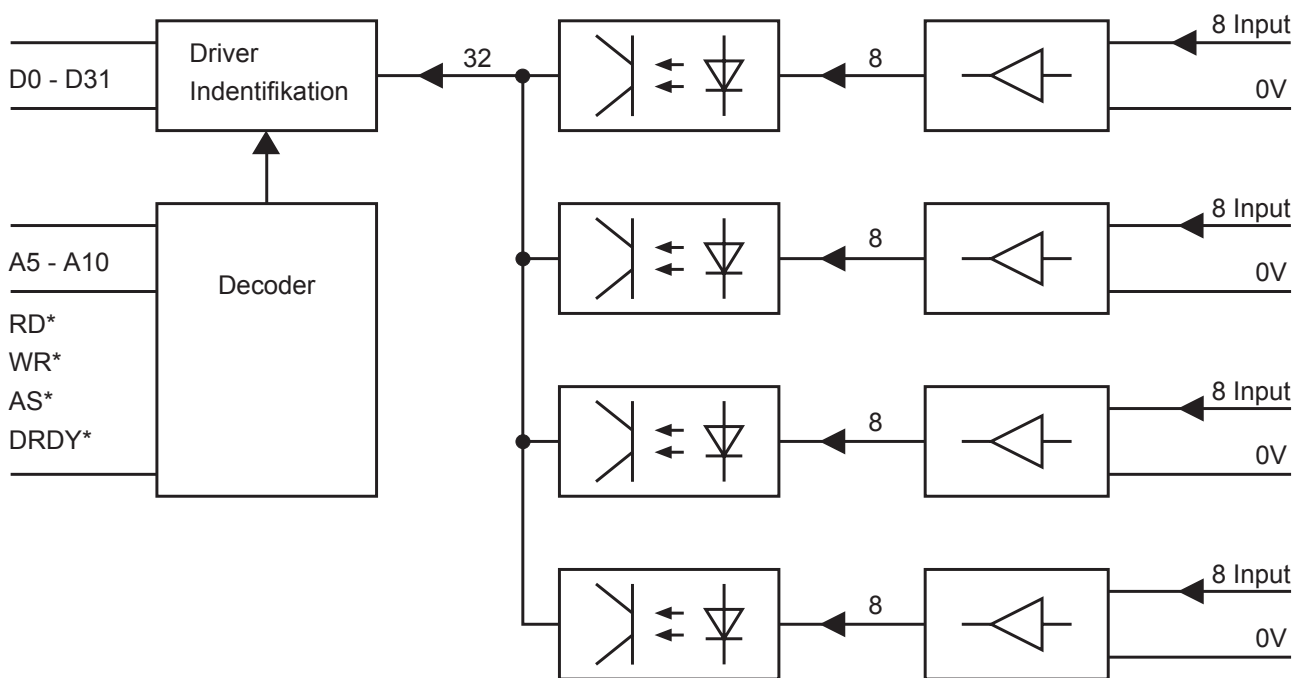 8 Input
Driver
Indentifikation
32
8
D0 - D31
0V
8 Input
8
A5 - A10
0V
Decoder
RD*
WR*
AS*
DRDY*
8 Input
8
0V
8 Input
8
0V